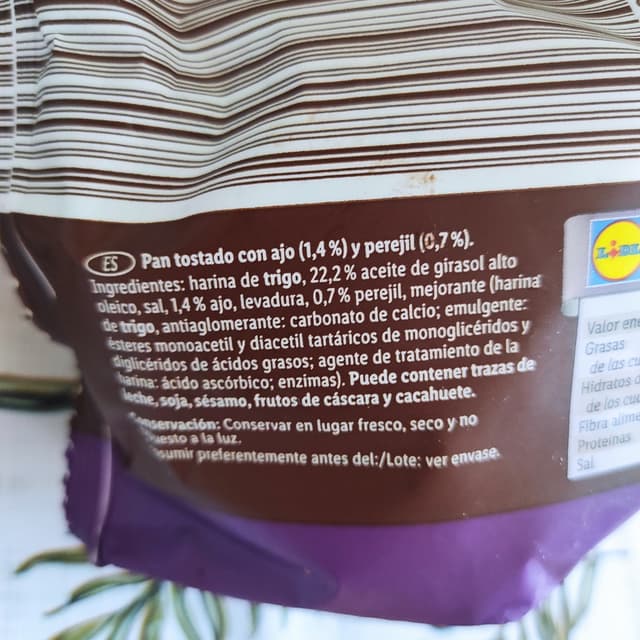 ES Pan tostado con ajo (1,4 %) y perejil (0,7 %).
Ingredientes: harina de trigo, 22,2 % aceite de girasol alto
oleico, sal, 1,4 % ajo, levadura, 0,7 % perejil, mejorante (harina
de trigo, antiaglomerante: carbonato de calcio; emulgente:
ésteres monoacetil y diacetil tartáricos de monoglicéridos y
diglicéridos de ácidos grasos; agente de tratamiento de la
harina: ácido ascórbico; enzimas). Puede contener trazas de
leche, soja, sésamo, frutos de cáscara y cacahuete.
Conservación: Conservar en lugar fresco, seco y no
uesto a la luz.
sumir preferentemente antes del:/Lote: ver envase.
LIDL
Valor ene
Grasas
de las cu
Hidratos
de los cu
Fibra alime
Proteínas
Sal